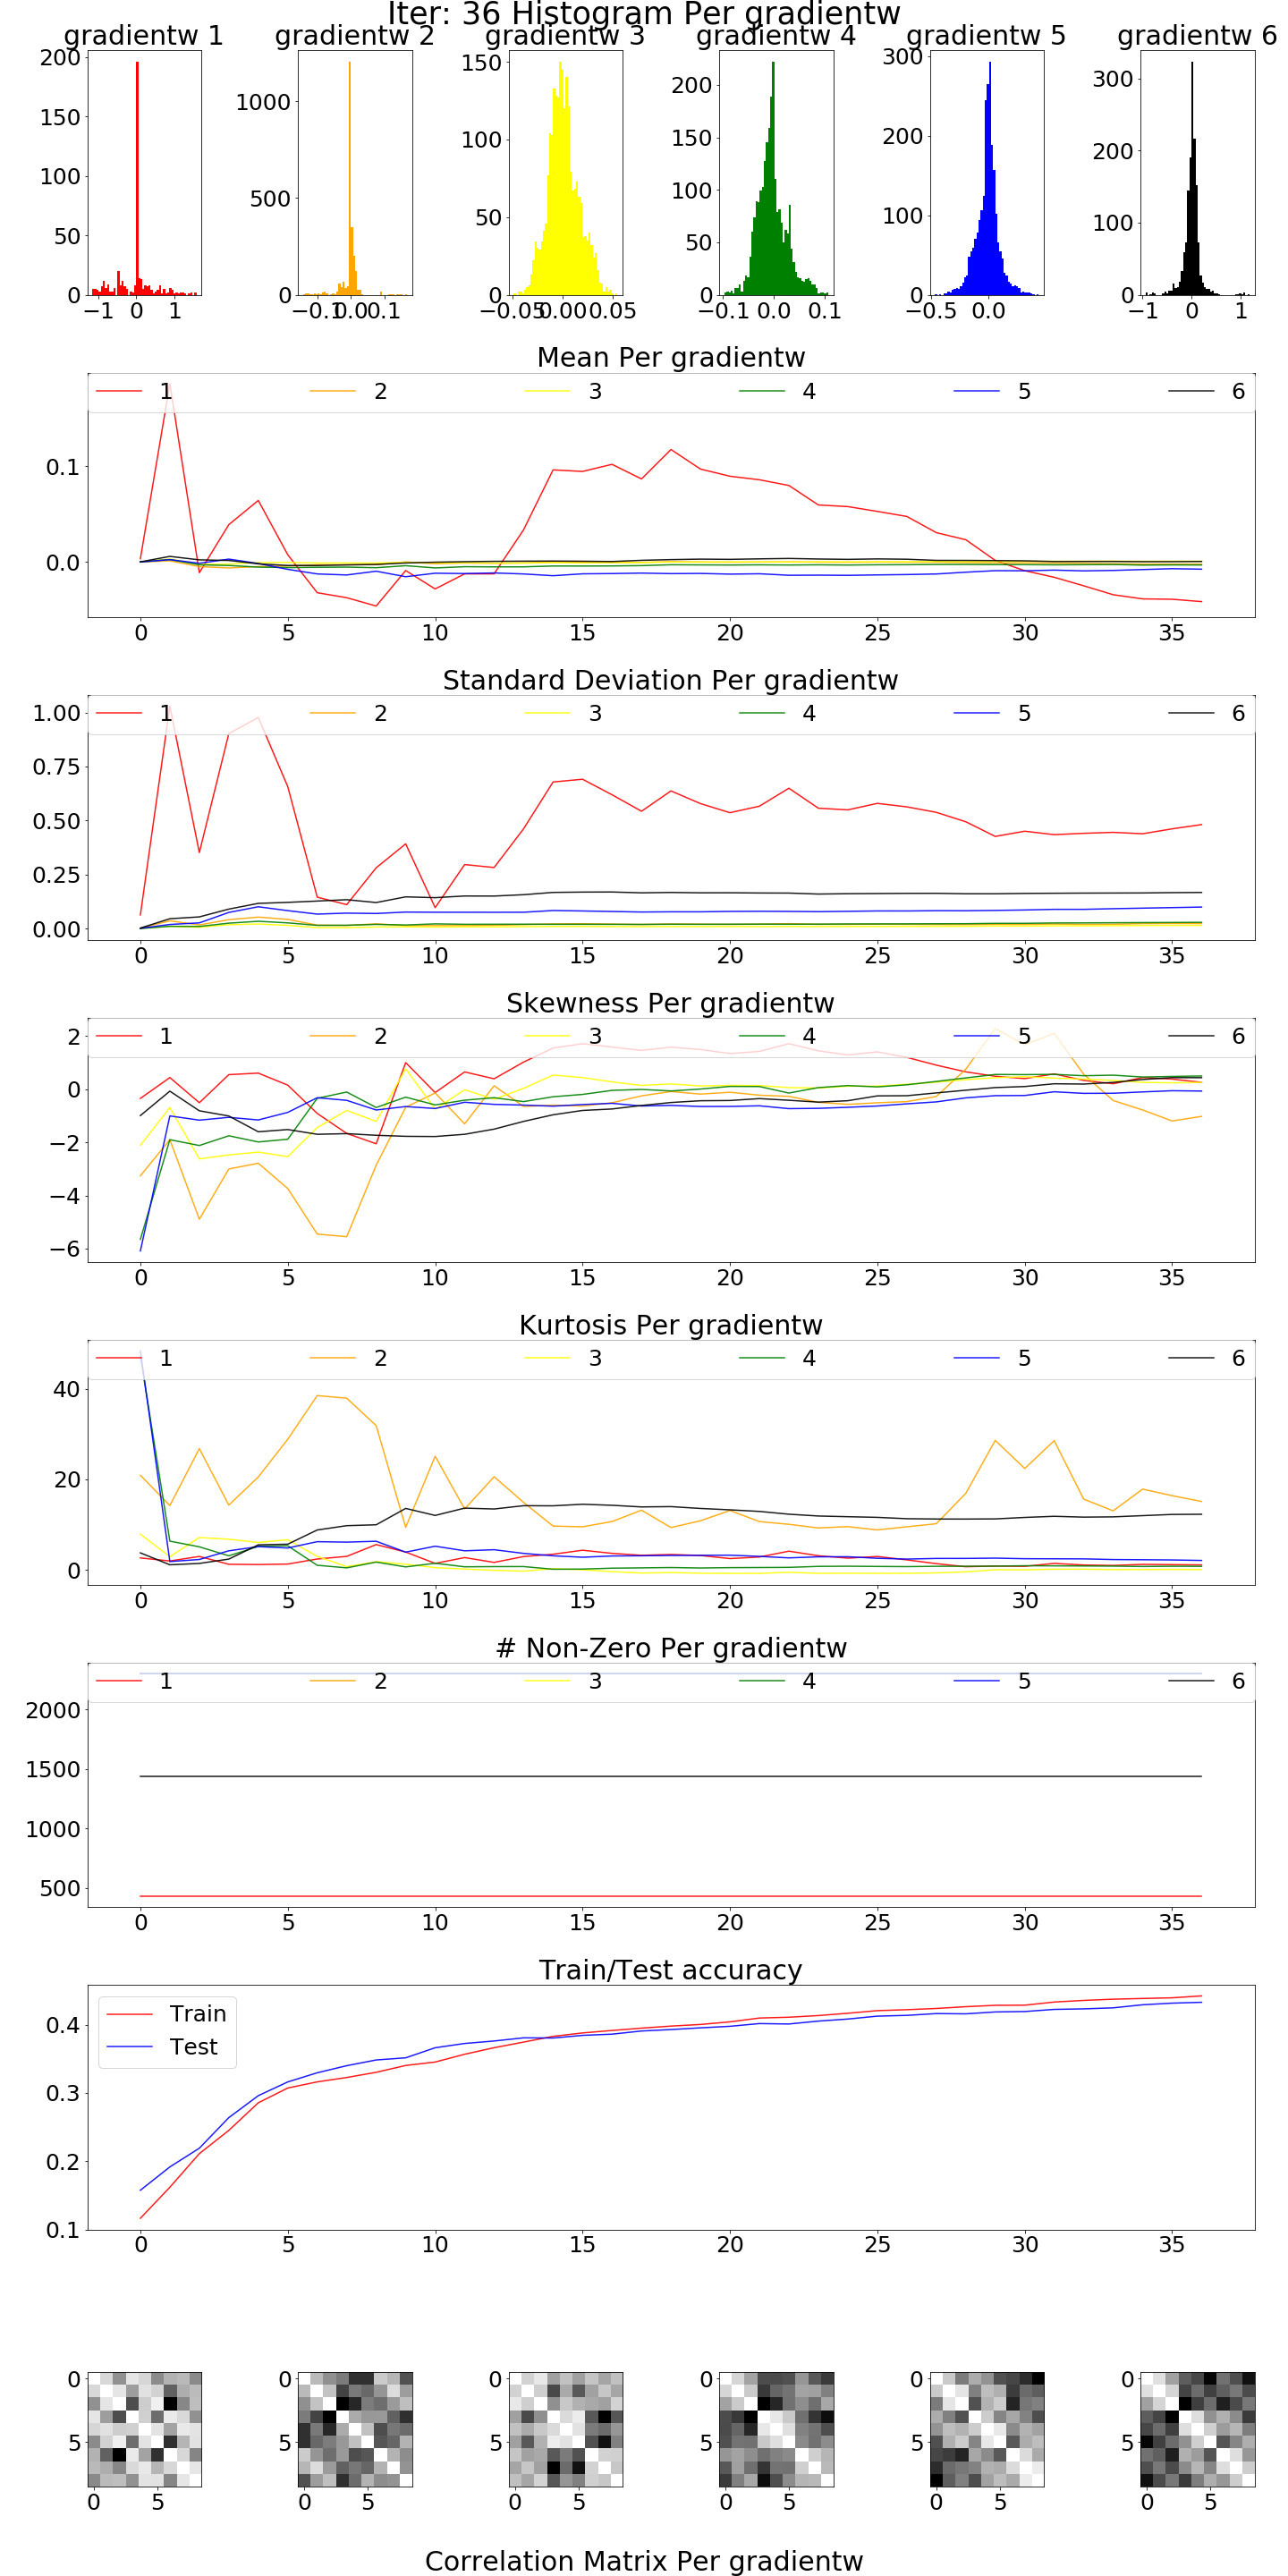 Iter: 36 Histogram Per gradientw
gradientw 1 gradientw 2 gradientw 3 gradientw 4 gradientw 5 gradientw 6
200
150
100
50
0
−1 0 1
1000
500
0
−0.1 0.0 0.1
150
100
50
0
−0.05 0.00 0.05
200
150
100
50
0
−0.1 0.0 0.1
300
200
100
0
−0.5 0.0
300
200
100
0
−1 0 1
Mean Per gradientw
1 2 3 4 5 6
0.1
0.0
0 5 10 15 20 25 30 35
Standard Deviation Per gradientw
1 2 3 4 5 6
1.00
0.75
0.50
0.25
0.00
0 5 10 15 20 25 30 35
Skewness Per gradientw
1 2 3 4 5 6
2
0
−2
−4
−6
0 5 10 15 20 25 30 35
Kurtosis Per gradientw
1 2 3 4 5 6
40
20
0
0 5 10 15 20 25 30 35
# Non-Zero Per gradientw
1 2 3 4 5 6
2000
1500
1000
500
0 5 10 15 20 25 30 35
Train/Test accuracy
Train
Test
0.4
0.3
0.2
0.1
0 5 10 15 20 25 30 35
0
5
0 5
0
5
0 5
0
5
0 5
0
5
0 5
0
5
0 5
0
5
0 5
Correlation Matrix Per gradientw